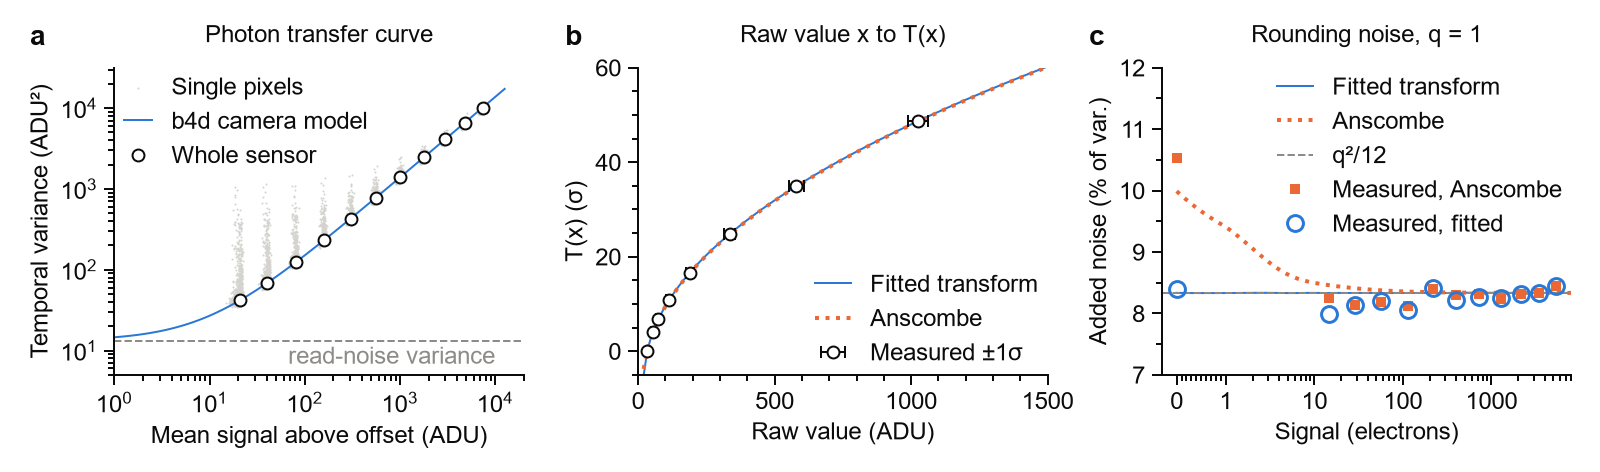 a
Photon transfer curve
Temporal variance (ADU²)
10⁴
10³
10²
10¹
Single pixels
b4d camera model
Whole sensor
read-noise variance
10⁰ 10¹ 10² 10³ 10⁴
Mean signal above offset (ADU)
b
Raw value x to T(x)
T(x) (σ)
60
40
20
0
Fitted transform
Anscombe
Measured ±1σ
0 500 1000 1500
Raw value (ADU)
c
Rounding noise, q = 1
Added noise (% of var.)
12
11
10
9
8
7
Fitted transform
Anscombe
q²/12
Measured, Anscombe
Measured, fitted
0 1 10 100 1000
Signal (electrons)